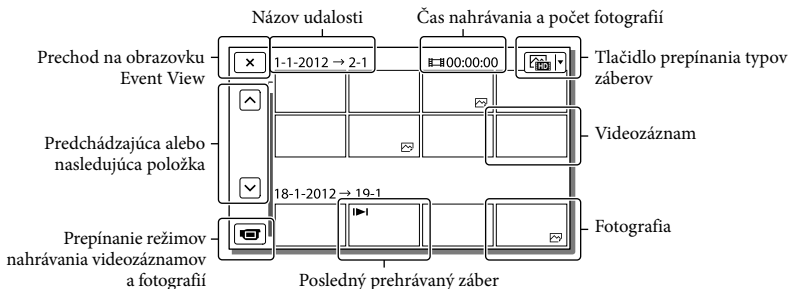 Názov udalosti
Čas nahrávania a počet fotografií
Prechod na obrazovku
Event View
1-1-2012 → 2-1
00:00:00
HD
Tlačidlo prepínania typov
záberov
Predchádzajúca alebo
nasledujúca položka
Videozáznam
18-1-2012 → 19-1
Prepínanie režimov
nahrávania videozáznamov
a fotografií
Fotografia
Posledný prehrávaný záber